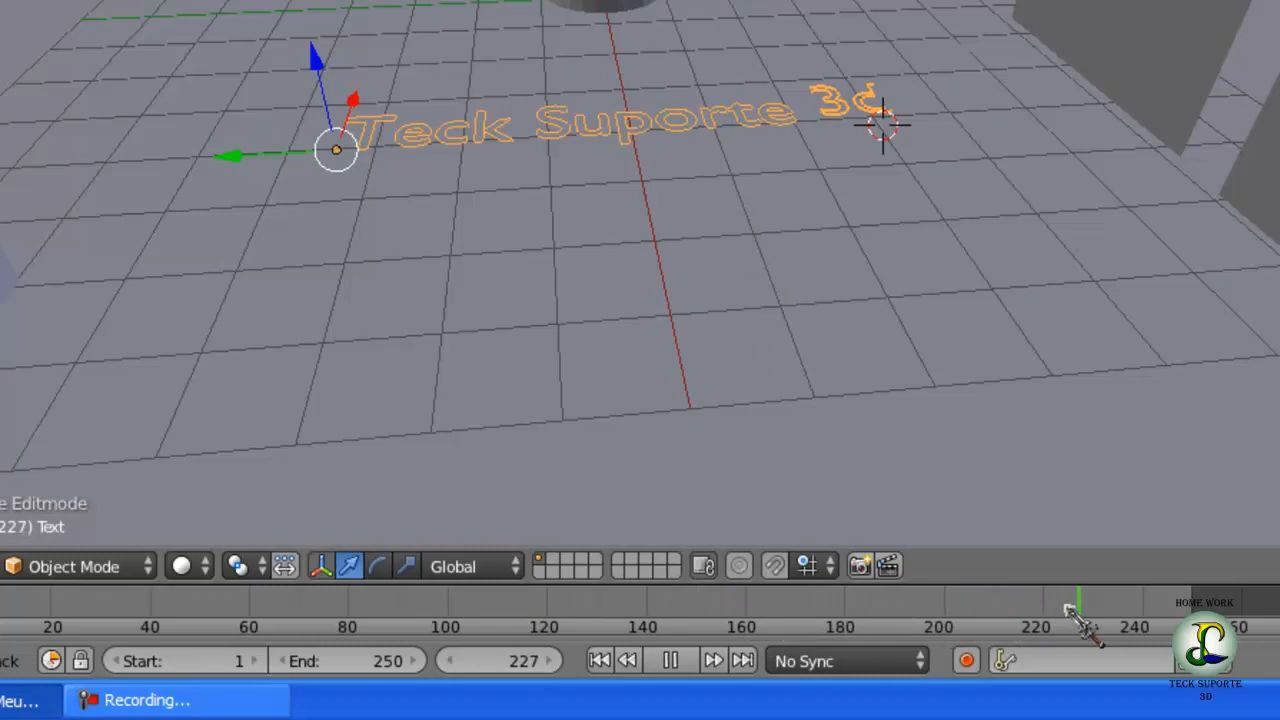 Teck Suporte 3d
e Editmode
227) Text
Object Mode
Global
20 40 60 80 100 120 140 160 180 200 220 240 60
ck
Start: 1
End: 250
227
No Sync
HOME WORK
TECK SUPORTE
3D
Meu...
Recording...